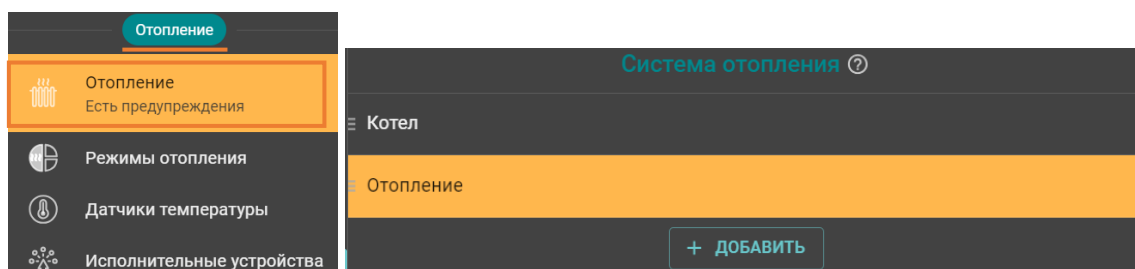 Отопление
Отопление
Есть предупреждения
Режимы отопления
Датчики температуры
Исполнительные устройства
Система отопления ?
Котел
Отопление
+ ДОБАВИТЬ